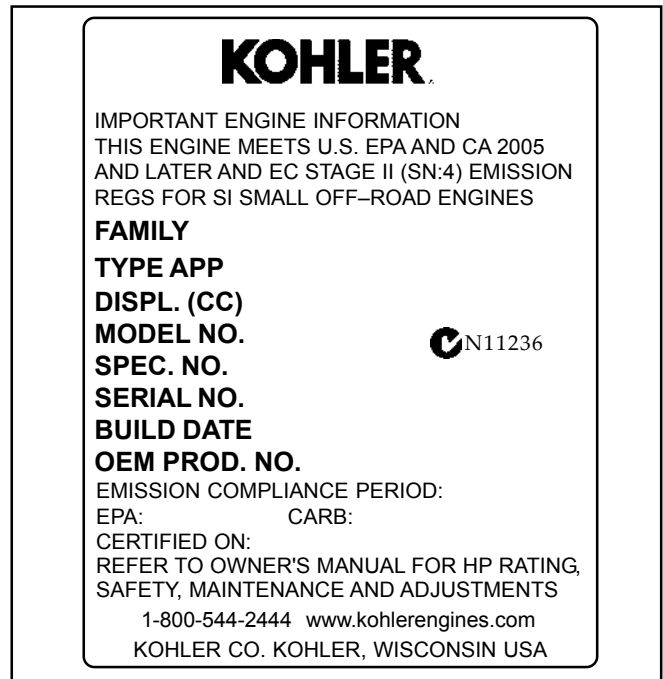 KOHLER.
IMPORTANT ENGINE INFORMATION
THIS ENGINE MEETS U.S. EPA AND CA 2005
AND LATER AND EC STAGE II (SN:4) EMISSION
REGS FOR SI SMALL OFF–ROAD ENGINES
FAMILY
TYPE APP
DISPL. (CC)
MODEL NO. N11236
SPEC. NO.
SERIAL NO.
BUILD DATE
OEM PROD. NO.
EMISSION COMPLIANCE PERIOD:
EPA: CARB:
CERTIFIED ON:
REFER TO OWNER'S MANUAL FOR HP RATING,
SAFETY, MAINTENANCE AND ADJUSTMENTS
1-800-544-2444 www.kohlerengines.com
KOHLER CO. KOHLER, WISCONSIN USA